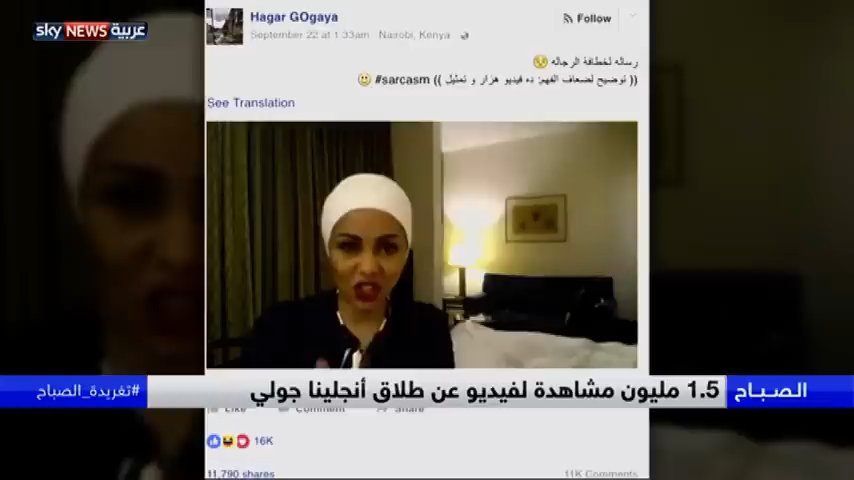 sky NEWS عربية
Hagar GOgaya
Follow
September 22 at 1:33am · Nairobi, Kenya
رساله لخطافة الرجاله 😒
(( توضيح لضعاف الفهم: ده فيديو هزار و تمثيل )) #sarcasm 🙂
See Translation
الصباح
1.5 مليون مشاهدة لفيديو عن طلاق أنجلينا جولي
#تغريدة_الصباح
Like Comment Share
16K
11,790 shares
11K Comments